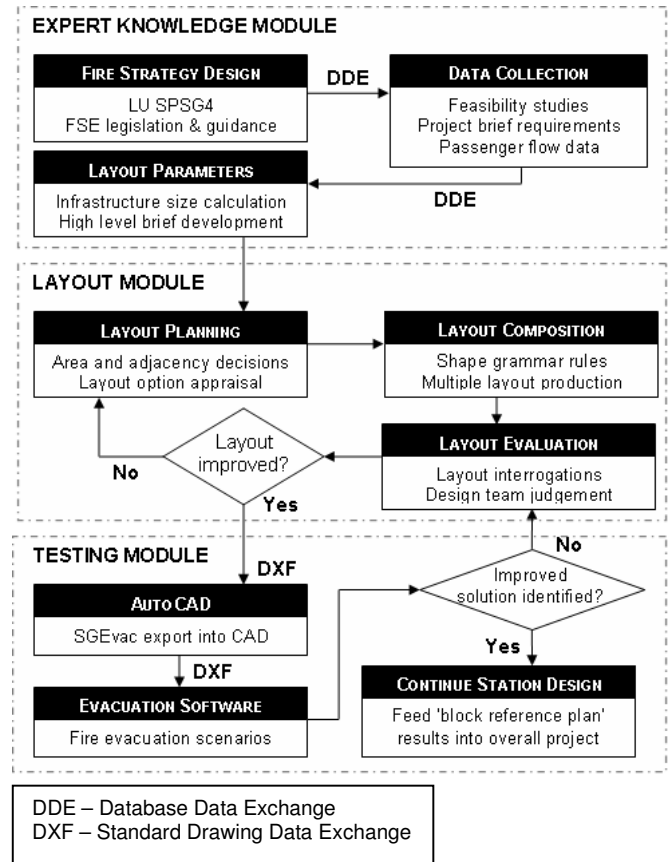 EXPERT KNOWLEDGE MODULE
FIRE STRATEGY DESIGN
LU SPSG4
FSE legislation & guidance
DDE
DATA COLLECTION
Feasibility studies
Project brief requirements
Passenger flow data
LAYOUT PARAMETERS
Infrastructure size calculation
High level brief development
DDE
LAYOUT MODULE
LAYOUT PLANNING
Area and adjacency decisions
Layout option appraisal
LAYOUT COMPOSITION
Shape grammar rules
Multiple layout production
LAYOUT EVALUATION
Layout interrogations
Design team judgement
Layout
improved?
No
Yes
TESTING MODULE
DXF
AUTOCAD
SGEvac export into CAD
DXF
EVACUATION SOFTWARE
Fire evacuation scenarios
No
Improved
solution identified?
Yes
CONTINUE STATION DESIGN
Feed 'block reference plan'
results into overall project
DDE – Database Data Exchange
DXF – Standard Drawing Data Exchange